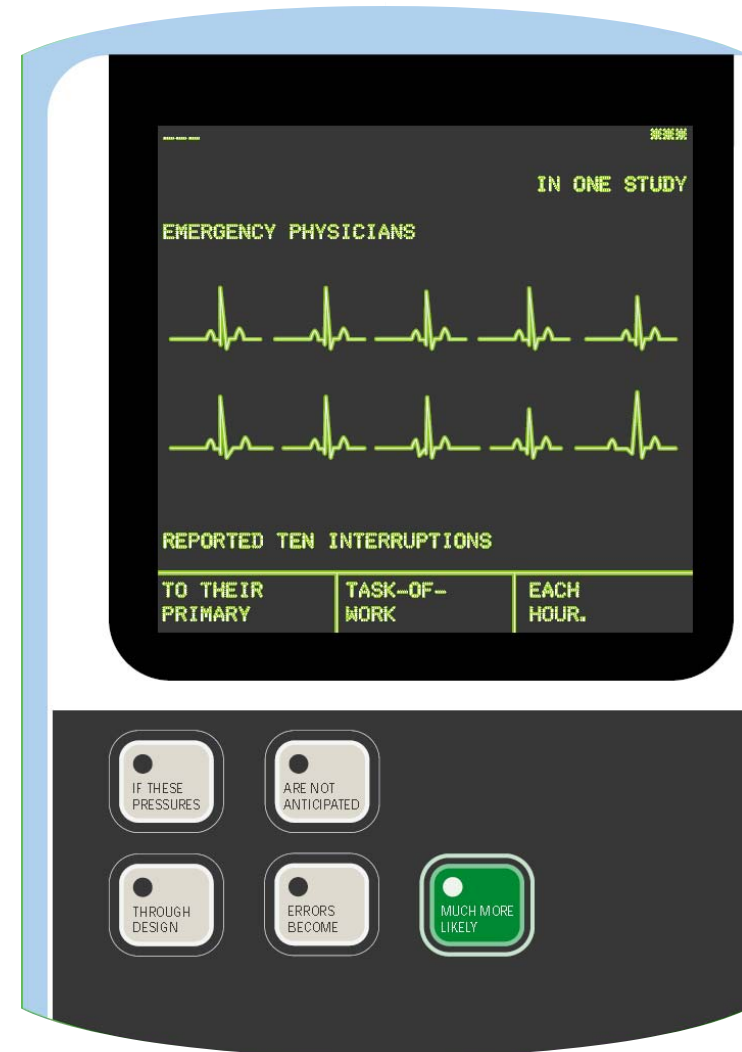 IN ONE STUDY
EMERGENCY PHYSICIANS
REPORTED TEN INTERRUPTIONS
TO THEIR
PRIMARY
TASK-OF-
WORK
EACH
HOUR.
IF THESE
PRESSURES
ARE NOT
ANTICIPATED
THROUGH
DESIGN
ERRORS
BECOME
MUCH MORE
LIKELY